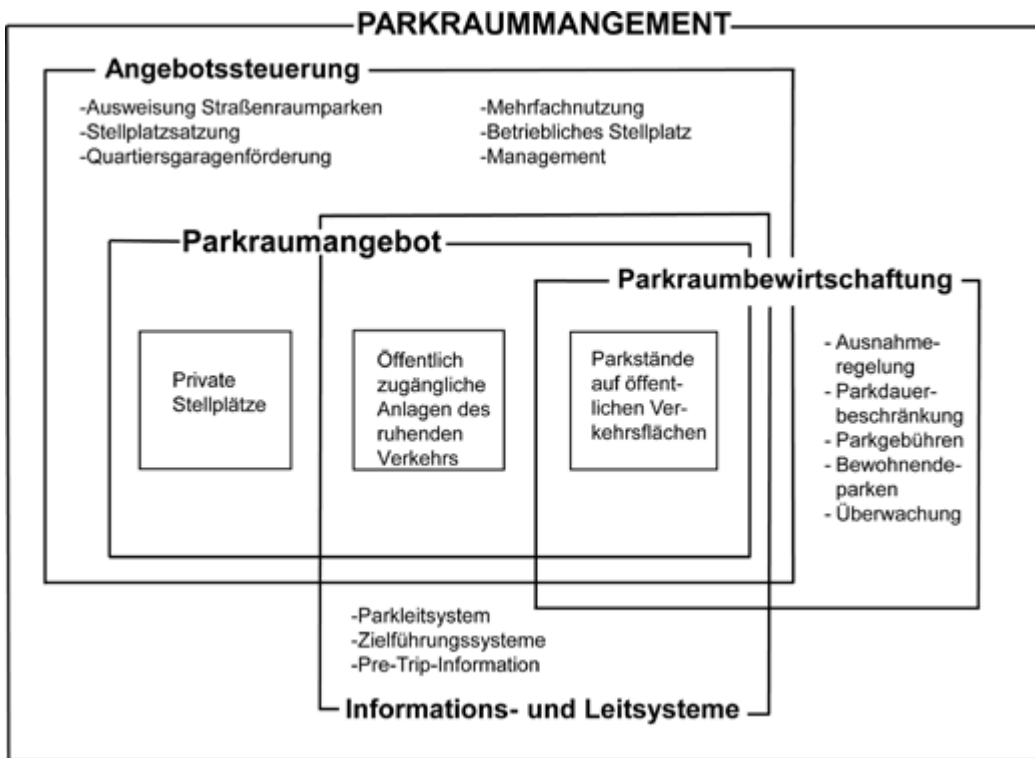 PARKRAUMMANGEMENT
Angebotssteuerung
-Ausweisung Straßenraumparken
-Stellplatzsatzung
-Quartiersgaragenförderung
-Mehrfachnutzung
-Betriebliches Stellplatz
-Management
Parkraumangebot
Parkraumbewirtschaftung
Private
Stellplätze
Öffentlich
zugängliche
Anlagen des
ruhenden
Verkehrs
Parkstände
auf öffent-
lichen Ver-
kehrsflächen
- Ausnahme-
regelung
- Parkdauer-
beschränkung
- Parkgebühren
- Bewohnende-
parken
- Überwachung
-Parkleitsystem
-Zielführungssysteme
-Pre-Trip-Information
Informations- und Leitsysteme